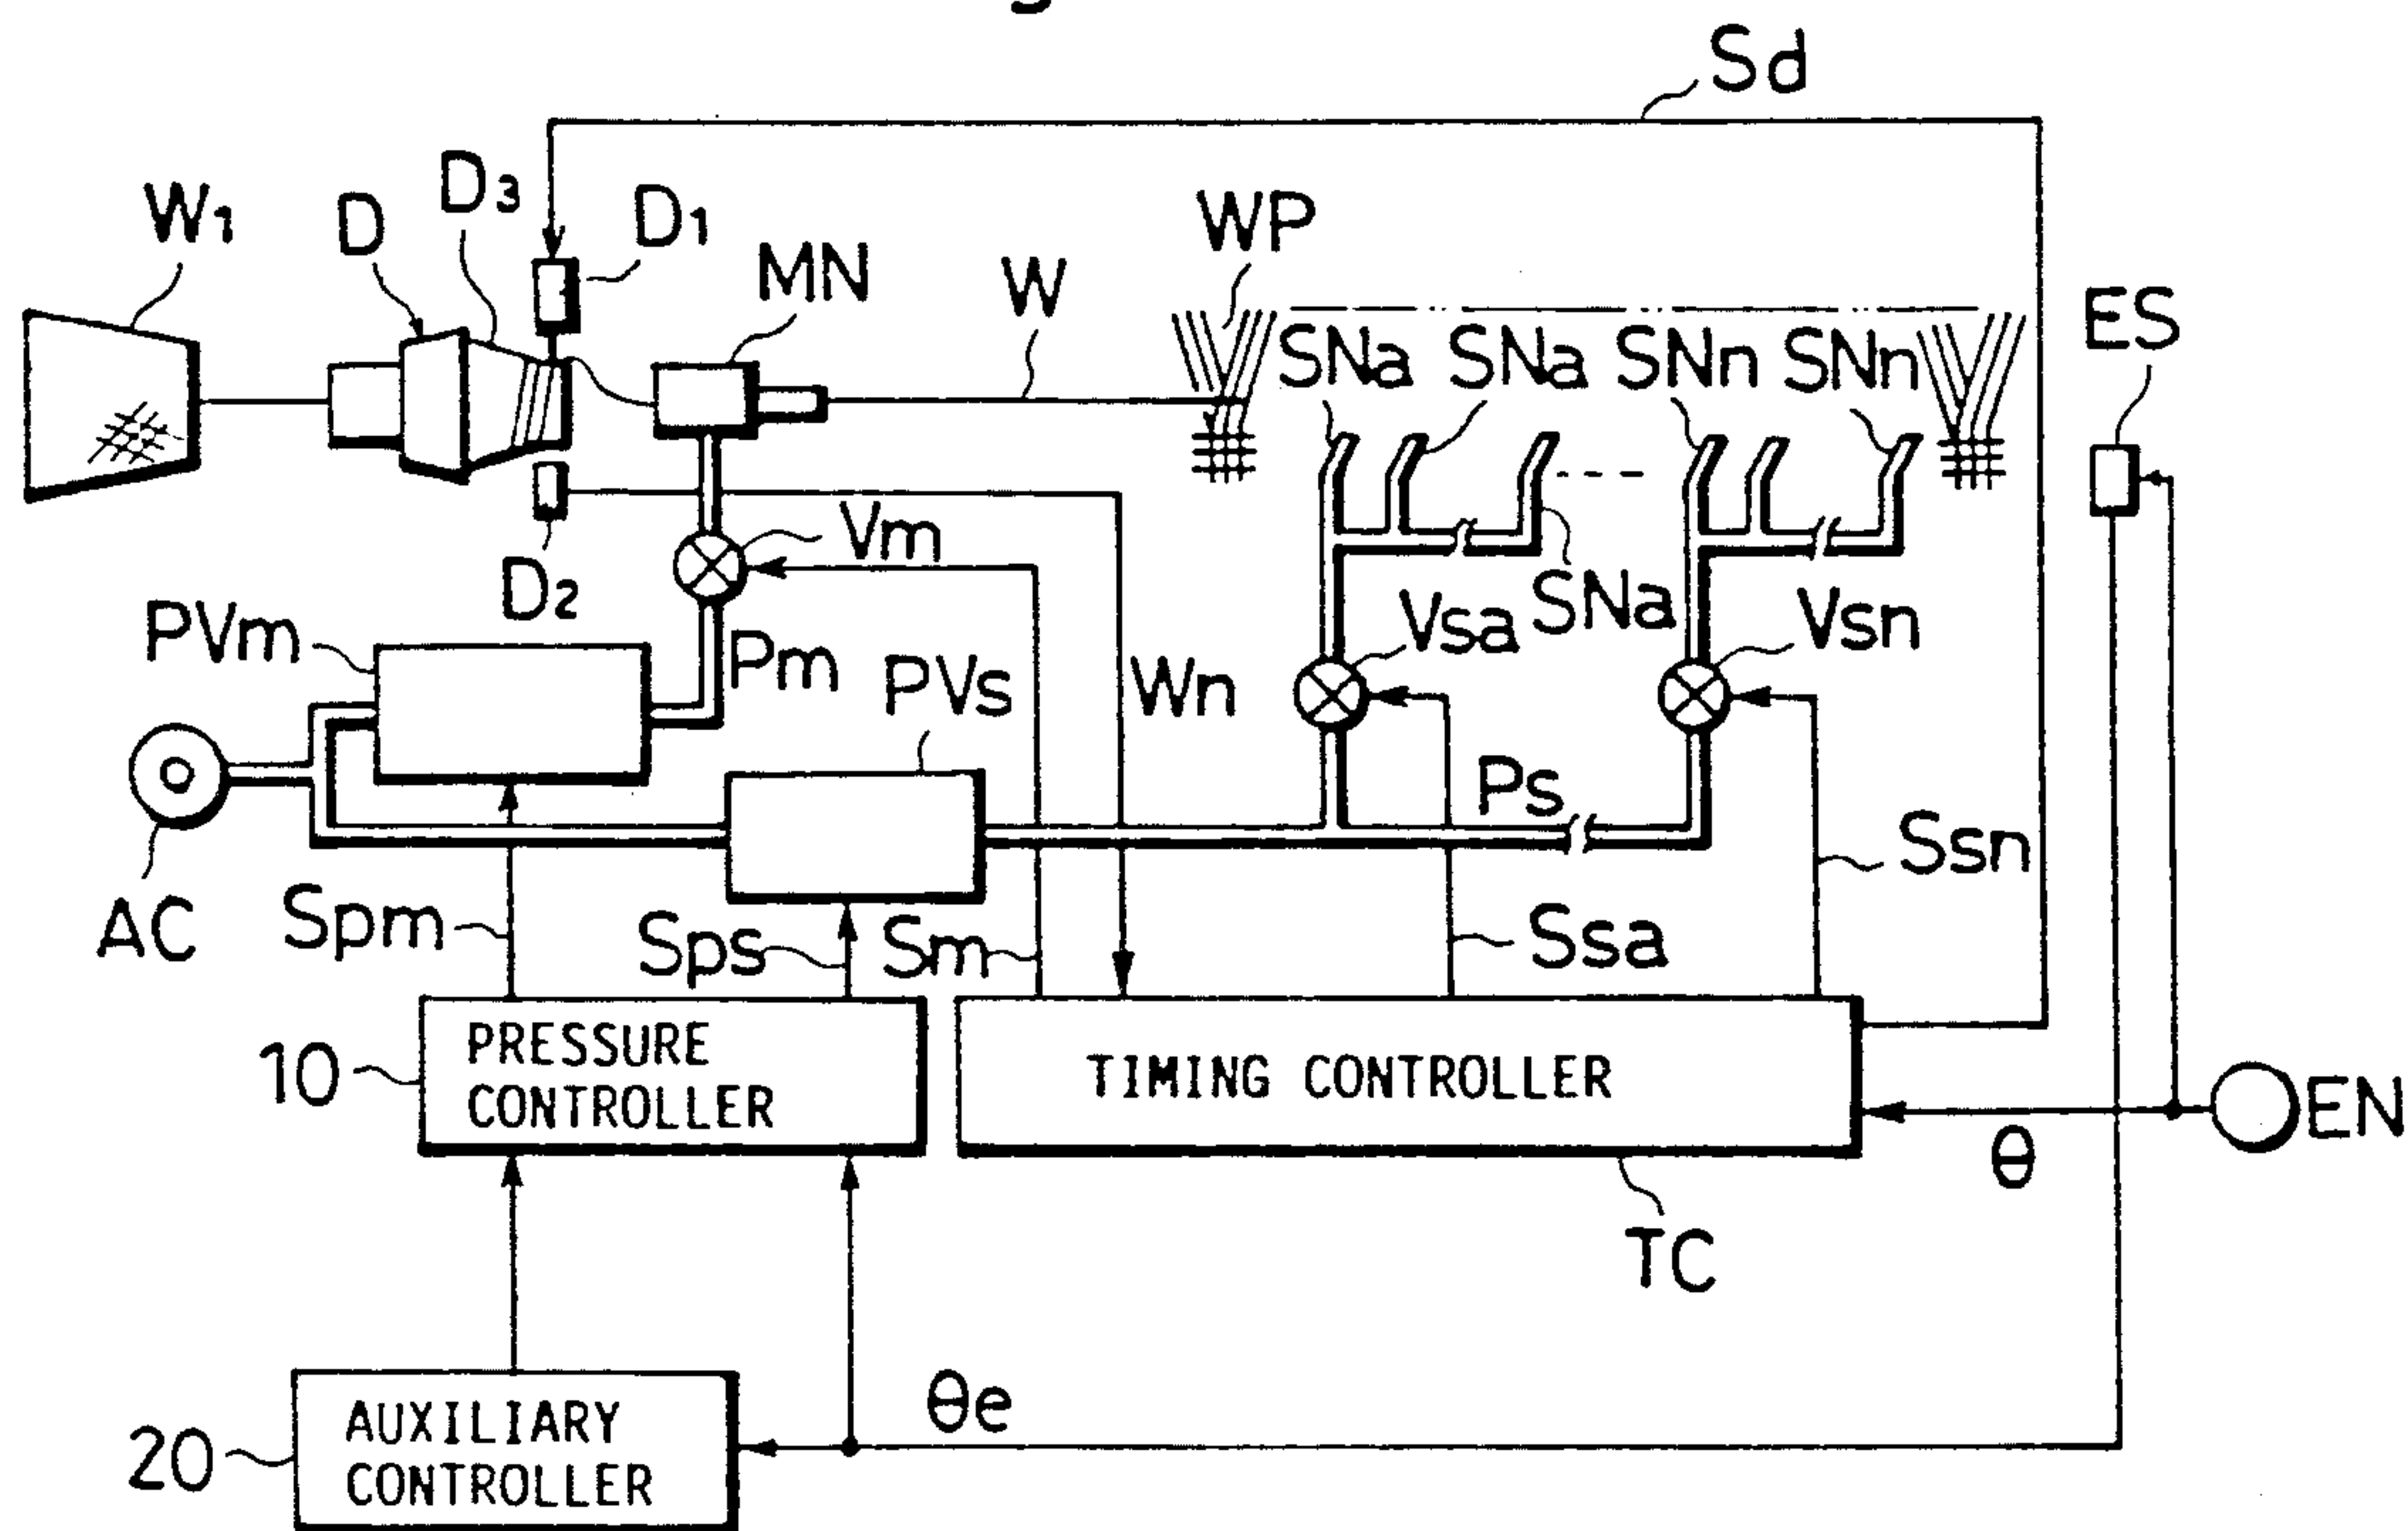 Sd
W1
D
D3
D1
MN
W
WP
SNa
SNa
SNn
SNn
ES
Vm
D2
SNa
PVm
Pm
PVs
Wn
Vsa
Vsn
Ps
AC
Spm
Sps
Sm
Ssa
Ssn
10
PRESSURE
CONTROLLER
TIMING CONTROLLER
EN
θ
TC
θe
20
AUXILIARY
CONTROLLER